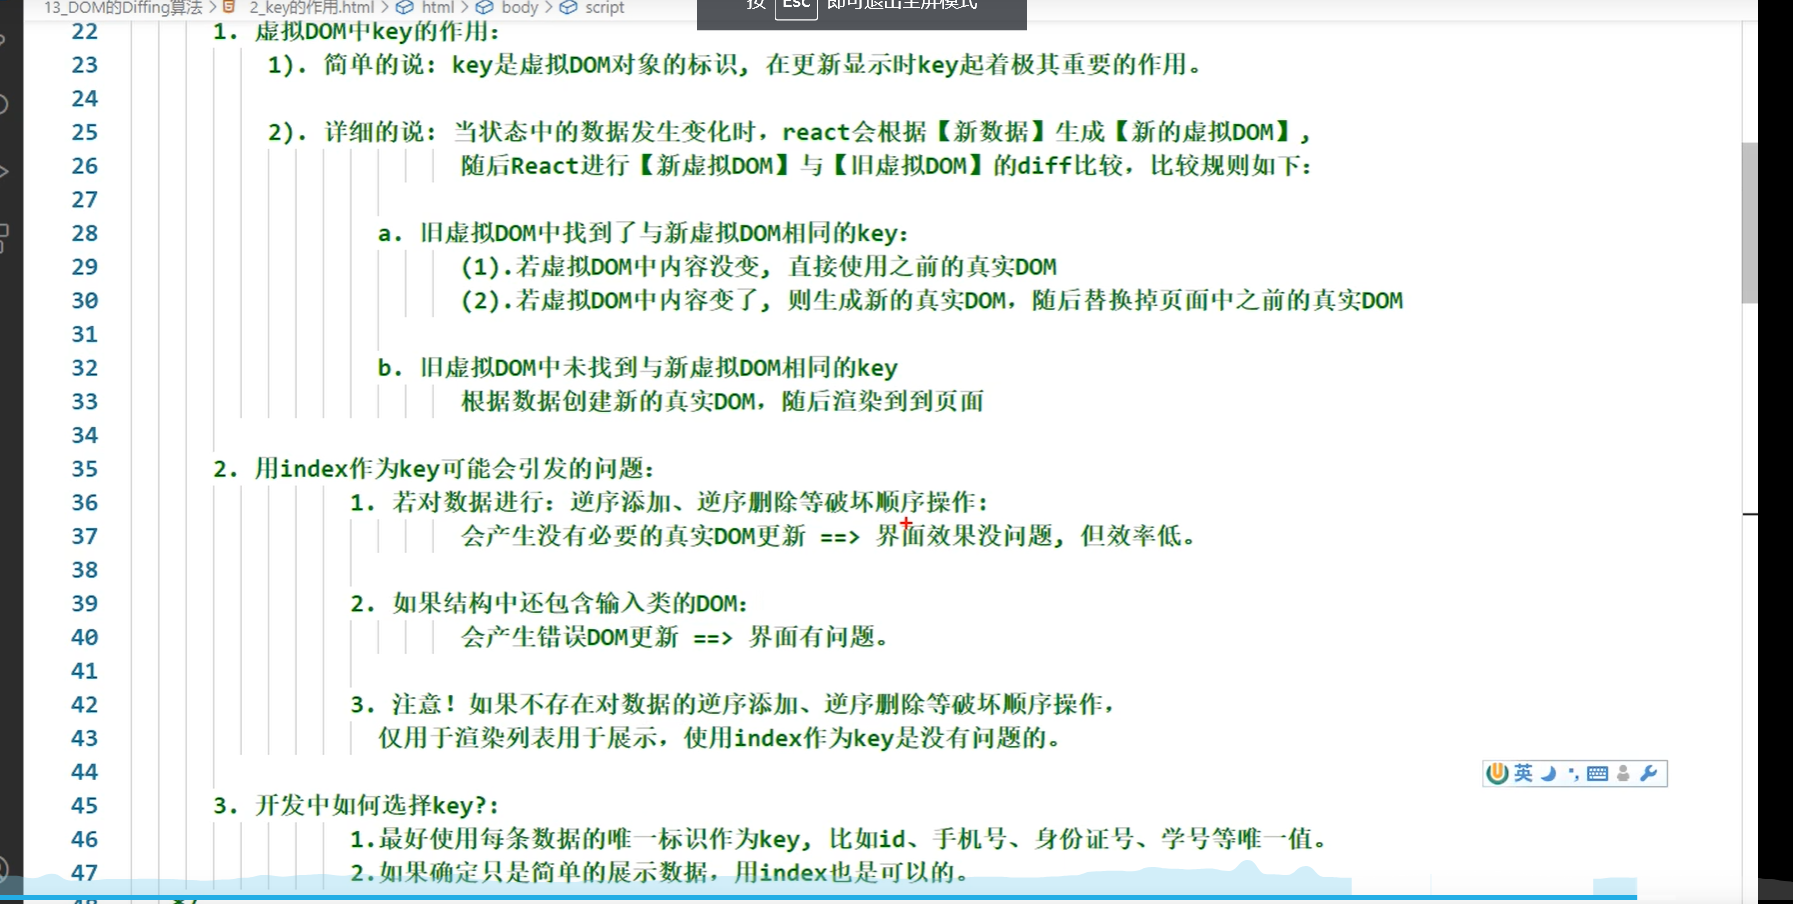 13_DOM的Diffing算法 > 2_key的作用.html > html > body > script
按 Esc 即可退出全屏模式
22 1. 虚拟DOM中key的作用：
23 1). 简单的说：key是虚拟DOM对象的标识, 在更新显示时key起着极其重要的作用。
24
25 2). 详细的说：当状态中的数据发生变化时，react会根据【新数据】生成【新的虚拟DOM】,
26 随后React进行【新虚拟DOM】与【旧虚拟DOM】的diff比较，比较规则如下：
27
28 a. 旧虚拟DOM中找到了与新虚拟DOM相同的key：
29 (1).若虚拟DOM中内容没变, 直接使用之前的真实DOM
30 (2).若虚拟DOM中内容变了, 则生成新的真实DOM，随后替换掉页面中之前的真实DOM
31
32 b. 旧虚拟DOM中未找到与新虚拟DOM相同的key
33 根据数据创建新的真实DOM，随后渲染到到页面
34
35 2. 用index作为key可能会引发的问题：
36 1. 若对数据进行：逆序添加、逆序删除等破坏顺序操作：
37 会产生没有必要的真实DOM更新 ==> 界面效果没问题, 但效率低。
38
39 2. 如果结构中还包含输入类的DOM：
40 会产生错误DOM更新 ==> 界面有问题。
41
42 3. 注意！如果不存在对数据的逆序添加、逆序删除等破坏顺序操作，
43 仅用于渲染列表用于展示，使用index作为key是没有问题的。
44
45 3. 开发中如何选择key?:
46 1.最好使用每条数据的唯一标识作为key, 比如id、手机号、身份证号、学号等唯一值。
47 2.如果确定只是简单的展示数据，用index也是可以的。
48 */
英